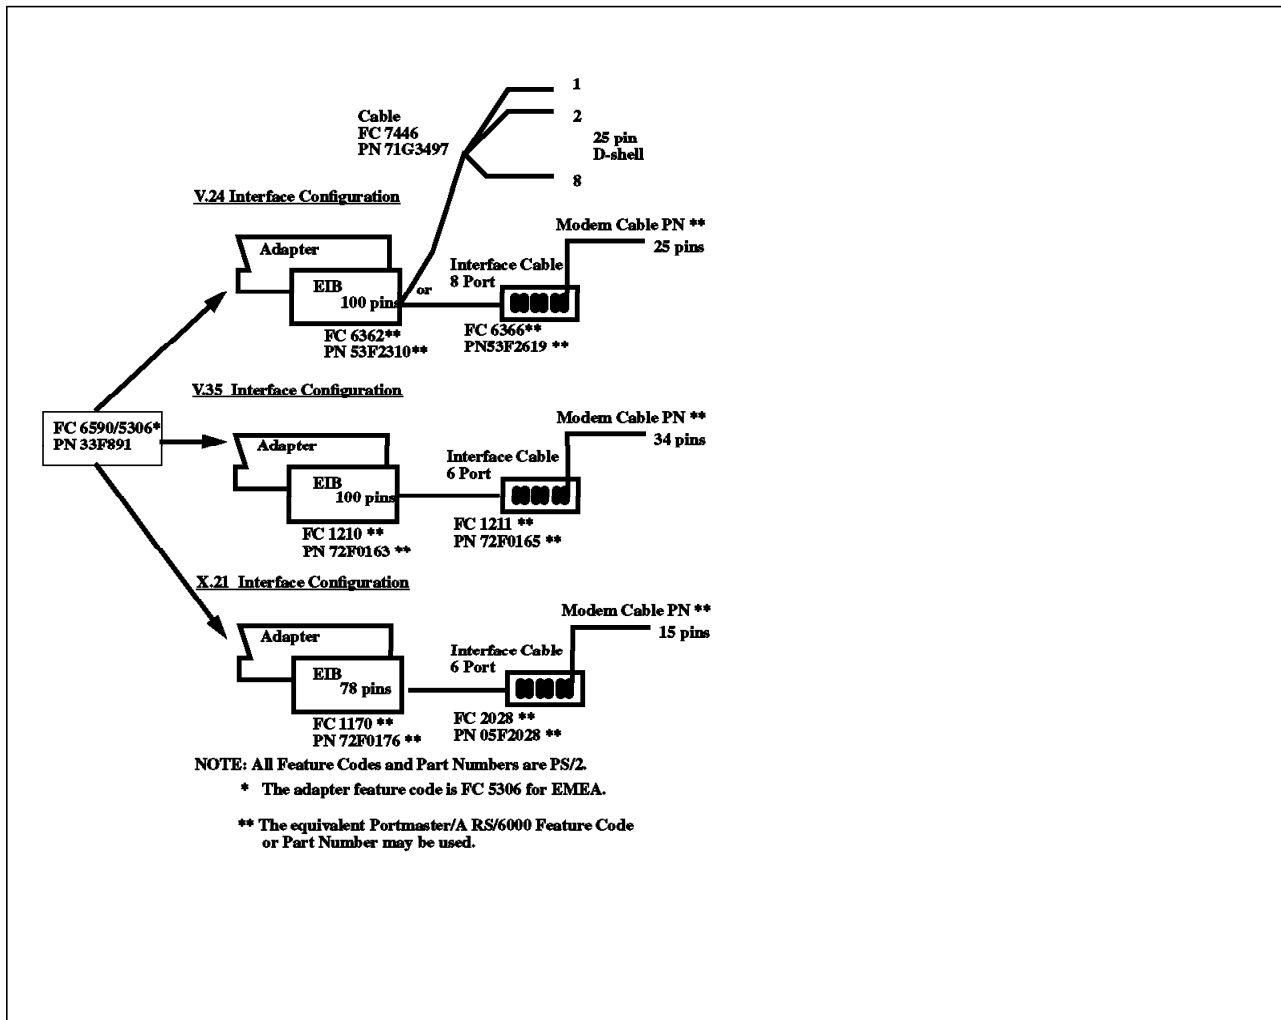 1
Cable
FC 7446
PN 71G3497
2
25 pin
D-shell
8
V.24 Interface Configuration
Modem Cable PN **
25 pins
Adapter
Interface Cable
8 Port
EIB
100 pins
or
FC 6362**
PN 53F2310**
FC 6366**
PN53F2619 **
V.35 Interface Configuration
Modem Cable PN **
34 pins
FC 6590/5306*
PN 33F891
Adapter
Interface Cable
6 Port
EIB
100 pins
FC 1210 **
PN 72F0163 **
FC 1211 **
PN 72F0165 **
X.21 Interface Configuration
Modem Cable PN **
15 pins
Adapter
Interface Cable
6 Port
EIB
78 pins
FC 1170 **
PN 72F0176 **
FC 2028 **
PN 05F2028 **
NOTE: All Feature Codes and Part Numbers are PS/2.
* The adapter feature code is FC 5306 for EMEA.
** The equivalent Portmaster/A RS/6000 Feature Code
or Part Number may be used.